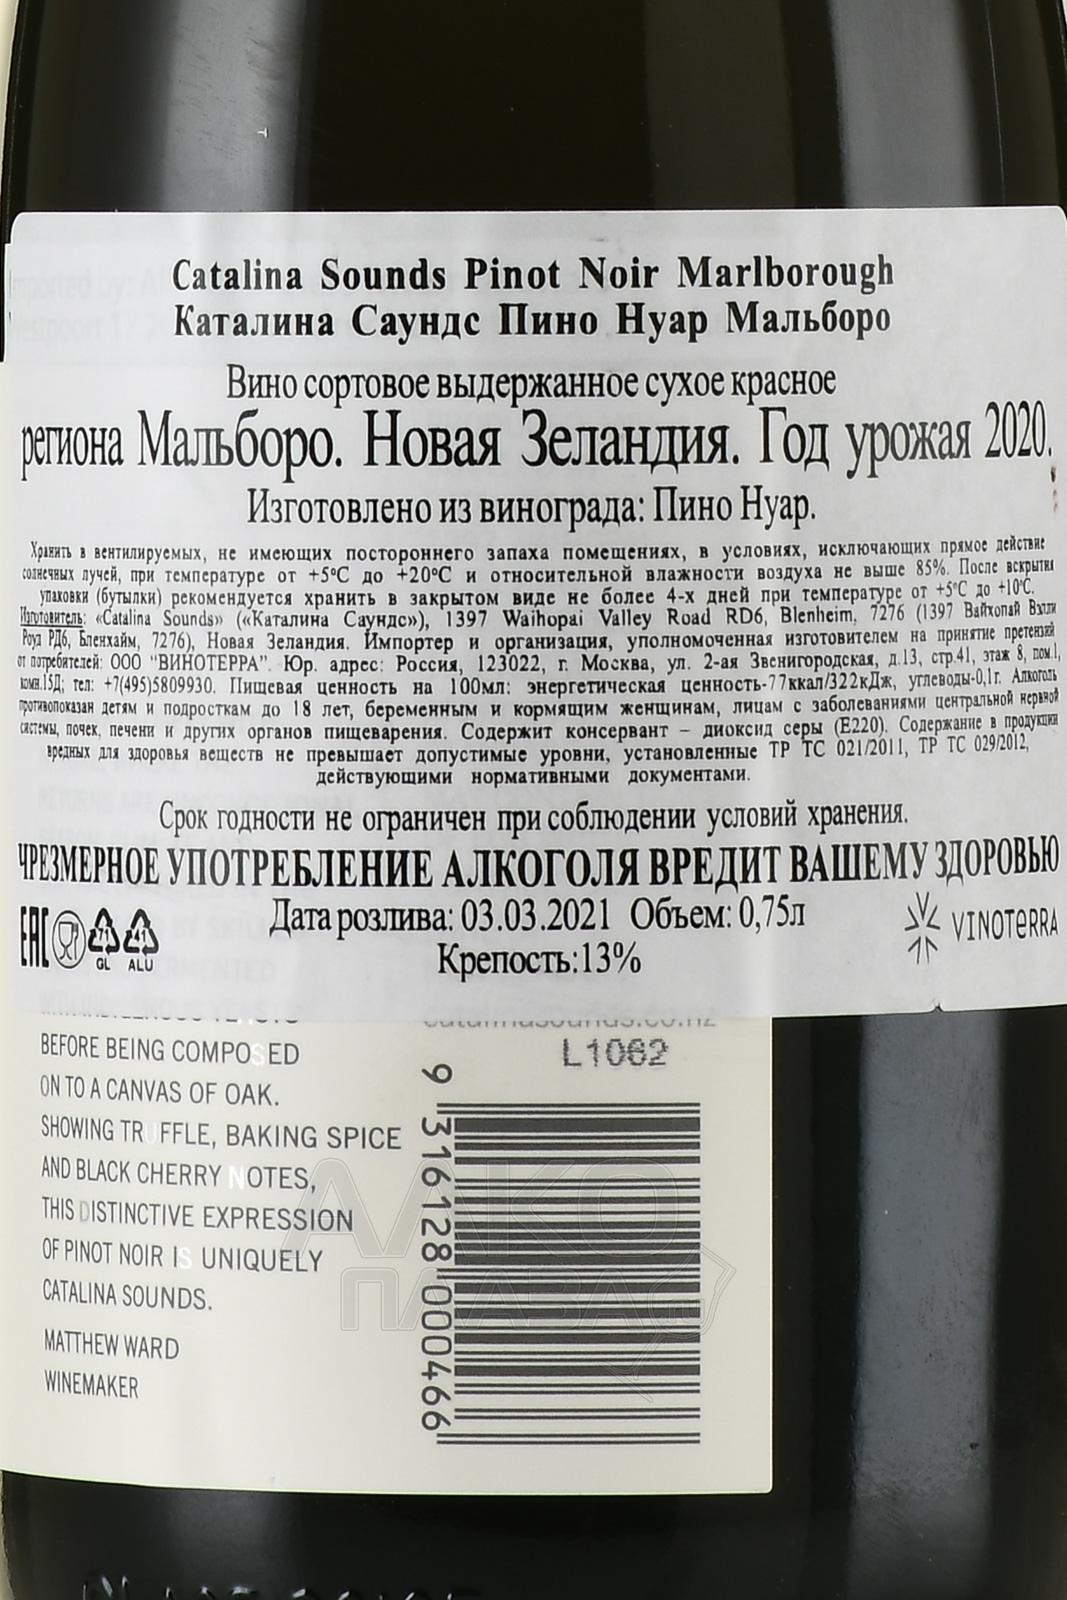 Catalina Sounds Pinot Noir Marlborough
Каталина Саундс Пино Нуар Мальборо
Вино сортовое выдержанное сухое красное
региона Мальборо. Новая Зеландия. Год урожая 2020.
Изготовлено из винограда: Пино Нуар.
Хранить в вентилируемых, не имеющих постороннего запаха помещениях, в условиях, исключающих прямое действие
солнечных лучей, при температуре от +5°С до +20°С и относительной влажности воздуха не выше 85%. После вскрытия
упаковки (бутылки) рекомендуется хранить в закрытом виде не более 4-х дней при температуре от +5°С до +10°С.
Изготовитель: «Catalina Sounds» («Каталина Саундс»), 1397 Waihopai Valley Road RD6, Blenheim, 7276 (1397 Вайхопай Вэлли
Роуд РД6, Бленхайм, 7276), Новая Зеландия. Импортер и организация, уполномоченная изготовителем на принятие претензий
от потребителей: ООО "ВИНОТЕРРА". Юр. адрес: Россия, 123022, г. Москва, ул. 2-ая Звенигородская, д.13, стр.41, этаж 8, пом.I,
комн.15Д; тел: +7(495)5809930. Пищевая ценность на 100мл: энергетическая ценность-77ккал/322кДж, углеводы-0,1г. Алкоголь
противопоказан детям и подросткам до 18 лет, беременным и кормящим женщинам, лицам с заболеваниями центральной нервной
системы, почек, печени и других органов пищеварения. Содержит консервант – диоксид серы (Е220). Содержание в продукции
вредных для здоровья веществ не превышает допустимые уровни, установленные ТР ТС 021/2011, ТР ТС 029/2012,
действующими нормативными документами.
Срок годности не ограничен при соблюдении условий хранения.
ЧРЕЗМЕРНОЕ УПОТРЕБЛЕНИЕ АЛКОГОЛЯ ВРЕДИТ ВАШЕМУ ЗДОРОВЬЮ
Дата розлива: 03.03.2021 Объем: 0,75л
Крепость:13%
EAC
71 GL
41 ALU
VINOTERRA
catalinasounds.co.nz
L1062
BEFORE BEING COMPOSED
ON TO A CANVAS OF OAK.
SHOWING TRUFFLE, BAKING SPICE
AND BLACK CHERRY NOTES,
THIS DISTINCTIVE EXPRESSION
OF PINOT NOIR IS UNIQUELY
CATALINA SOUNDS.
MATTHEW WARD
WINEMAKER
9 316128 000466
АЛКО
ПЛАЗА